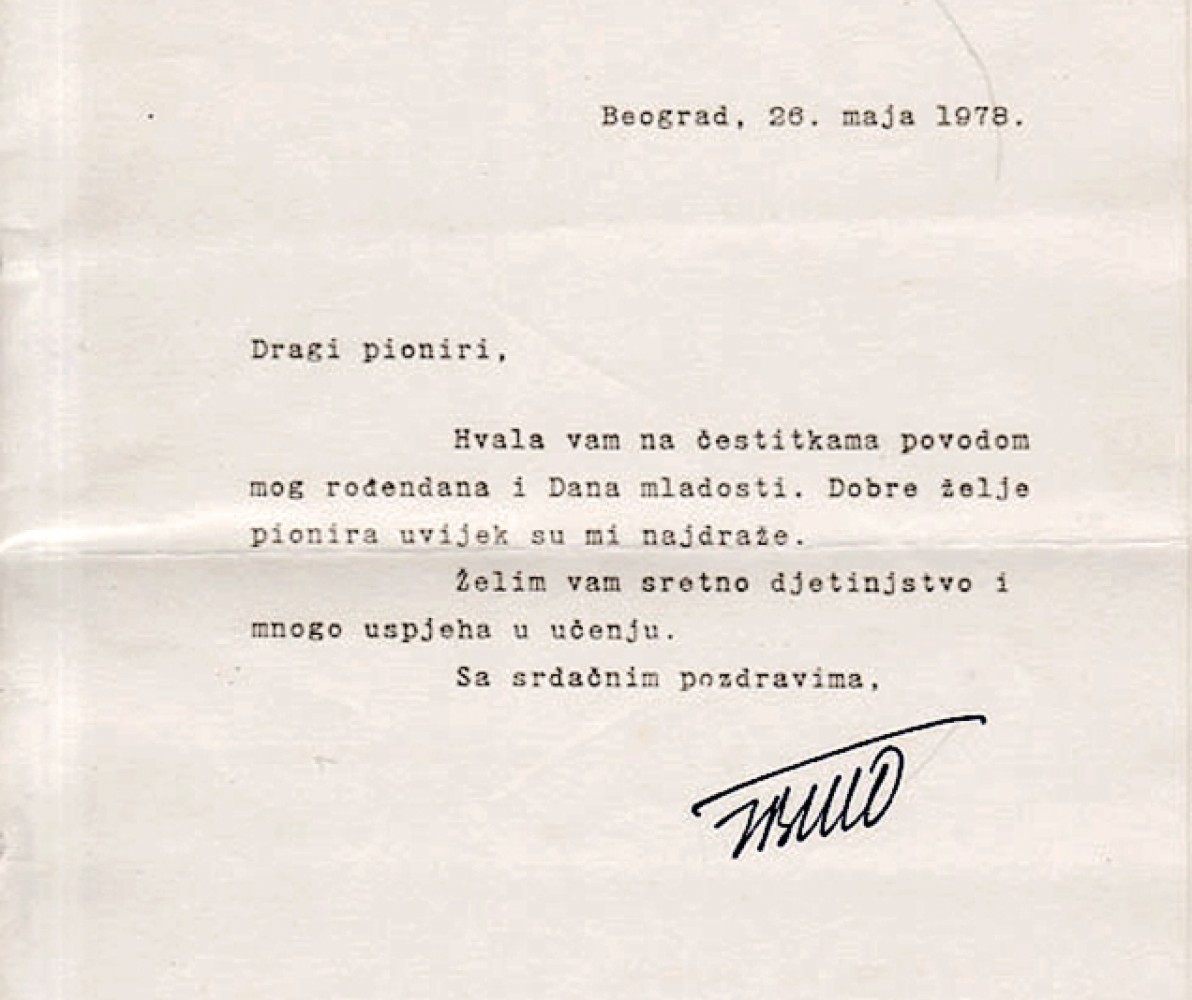 Beograd, 26. maja 1978.
Dragi pioniri,
Hvala vam na čestitkama povodom
mog rođendana i Dana mladosti. Dobre želje
pionira uvijek su mi najdraže.
Želim vam sretno djetinjstvo i
mnogo uspjeha u učenju.
Sa srdačnim pozdravima,